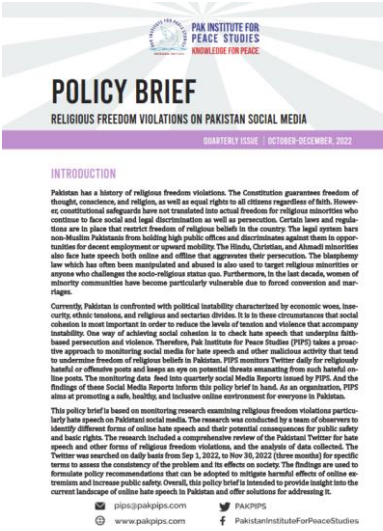 PAK INSTITUTE FOR
PEACE STUDIES
KNOWLEDGE FOR PEACE
POLICY BRIEF
RELIGIOUS FREEDOM VIOLATIONS ON PAKISTAN SOCIAL MEDIA
QUARTERLY ISSUE | OCTOBER-DECEMBER, 2022
INTRODUCTION
Pakistan has a history of religious freedom violations. The Constitution guarantees freedom of
thought, conscience, and religion, as well as equal rights to all citizens regardless of faith. Howev-
er, constitutional safeguards have not translated into actual freedom for religious minorities who
continue to face social and legal discrimination as well as persecution. Certain laws and regula-
tions are in place that restrict freedom of religious beliefs in the country. The legal system bars
non-Muslim Pakistanis from holding high public offices and discriminates against them in oppor-
tunities for decent employment or upward mobility. The Hindu, Christian, and Ahmadi minorities
also face hate speech both online and offline that aggravates their persecution. The blasphemy
law which has often been manipulated and abused is also used to target religious minorities or
anyone who challenges the socio-religious status quo. Furthermore, in the last decade, women of
minority communities have become particularly vulnerable due to forced conversion and mar-
riages.
Currently, Pakistan is confronted with political instability characterized by economic woes, inse-
curity, ethnic tensions, and religious and sectarian divides. It is in these circumstances that social
cohesion is most important in order to reduce the levels of tension and violence that accompany
instability. One way of achieving social cohesion is to check hate speech that underpins faith-
based persecution and violence. Therefore, Pak Institute for Peace Studies (PIPS) takes a proac-
tive approach to monitoring social media for hate speech and other malicious activity that tend
to undermine freedom of religious beliefs in Pakistan. PIPS monitors Twitter daily for religiously
hateful or offensive posts and keeps an eye on potential threats emanating from such hateful on-
line posts. The monitoring data feed into quarterly social Media Reports issued by PIPS. And the
findings of these Social Media Reports inform this policy brief in hand. As an organization, PIPS
aims at promoting a safe, healthy, and inclusive online environment for everyone in Pakistan.
This policy brief is based on monitoring research examining religious freedom violations particu-
larly hate speech on Pakistani social media. The research was conducted by a team of observers to
identify different forms of online hate speech and their potential consequences for public safety
and basic rights. The research included a comprehensive review of the Pakistani Twitter for hate
speech and other forms of religious freedom violations, and the analysis of data collected. The
Twitter was searched on daily basis from Sep 1, 2022, to Nov 30, 2022 (three months) for specific
terms to assess the consistency of the problem and its effects on society. The findings are used to
formulate policy recommendations that can be adopted to mitigate harmful effects of online ex-
tremism and increase public safety. Overall, this policy brief is intended to provide insight into the
current landscape of online hate speech in Pakistan and offer solutions for addressing it.
pips@pakpips.com
PAKPIPS
www.pakpips.com
PakistanInstituteForPeaceStudies